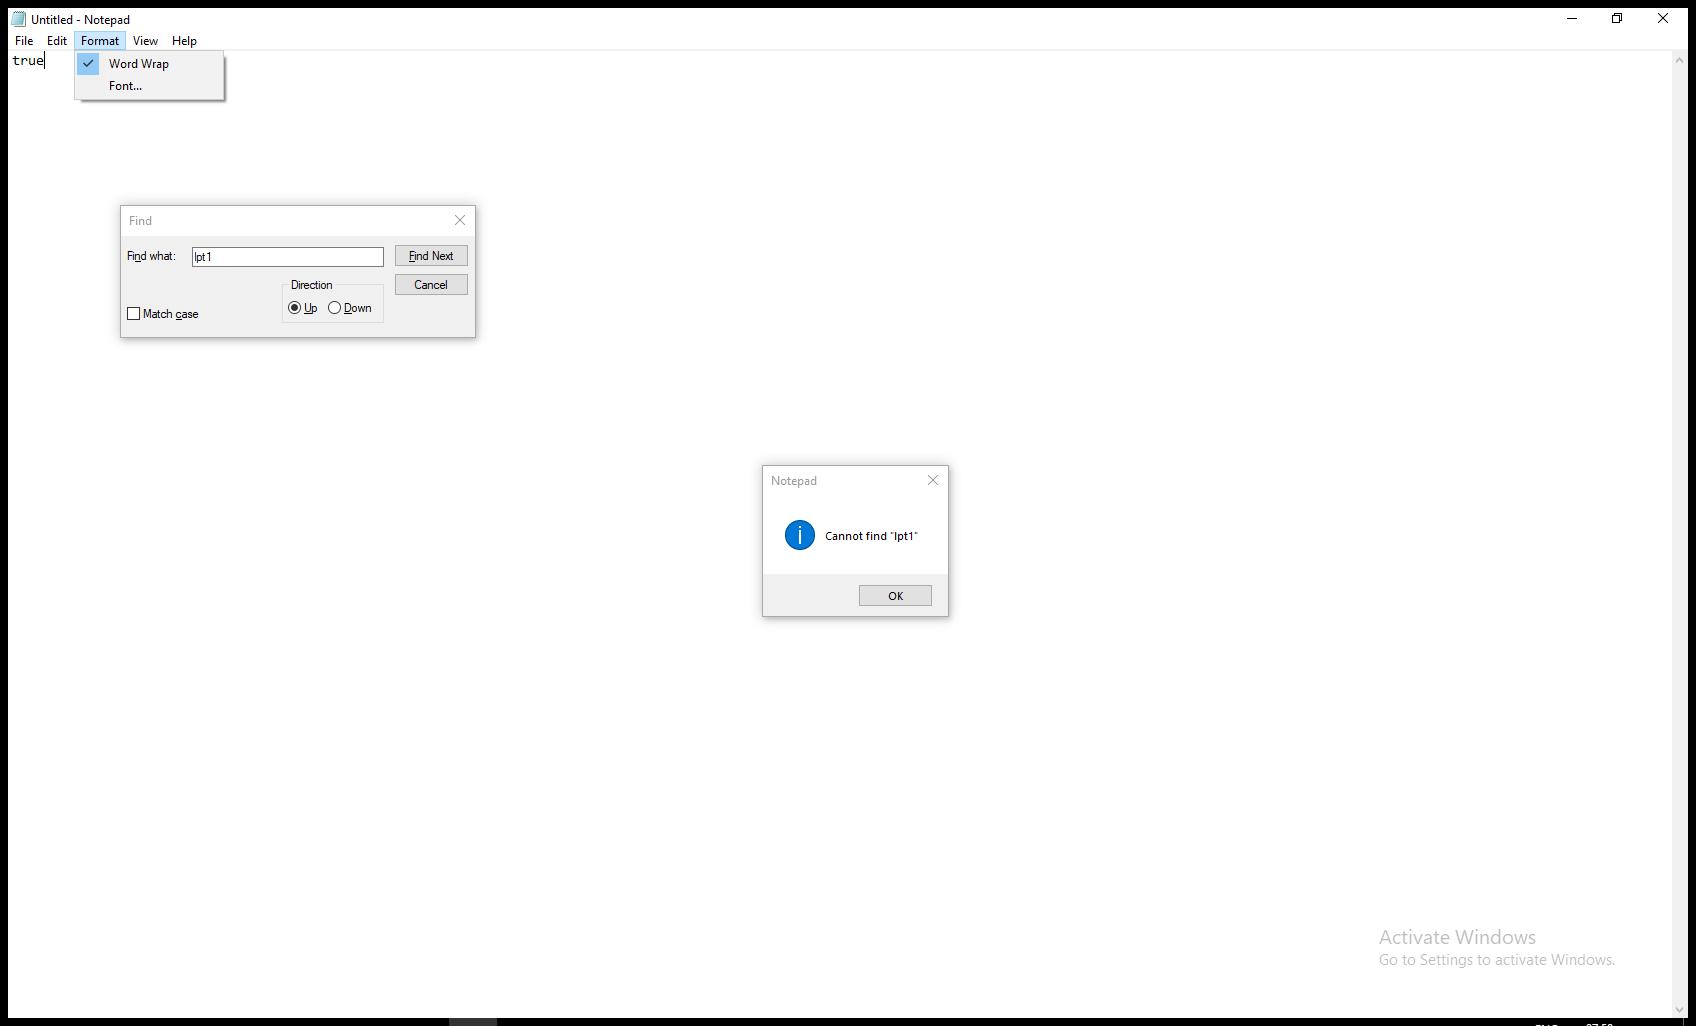 Untitled - Notepad
File Edit Format View Help
true
Word Wrap
Font...
Find
Find what: lpt1 Find Next
Direction Cancel
Up Down
Match case
Notepad
Cannot find "lpt1"
OK
Activate Windows
Go to Settings to activate Windows.